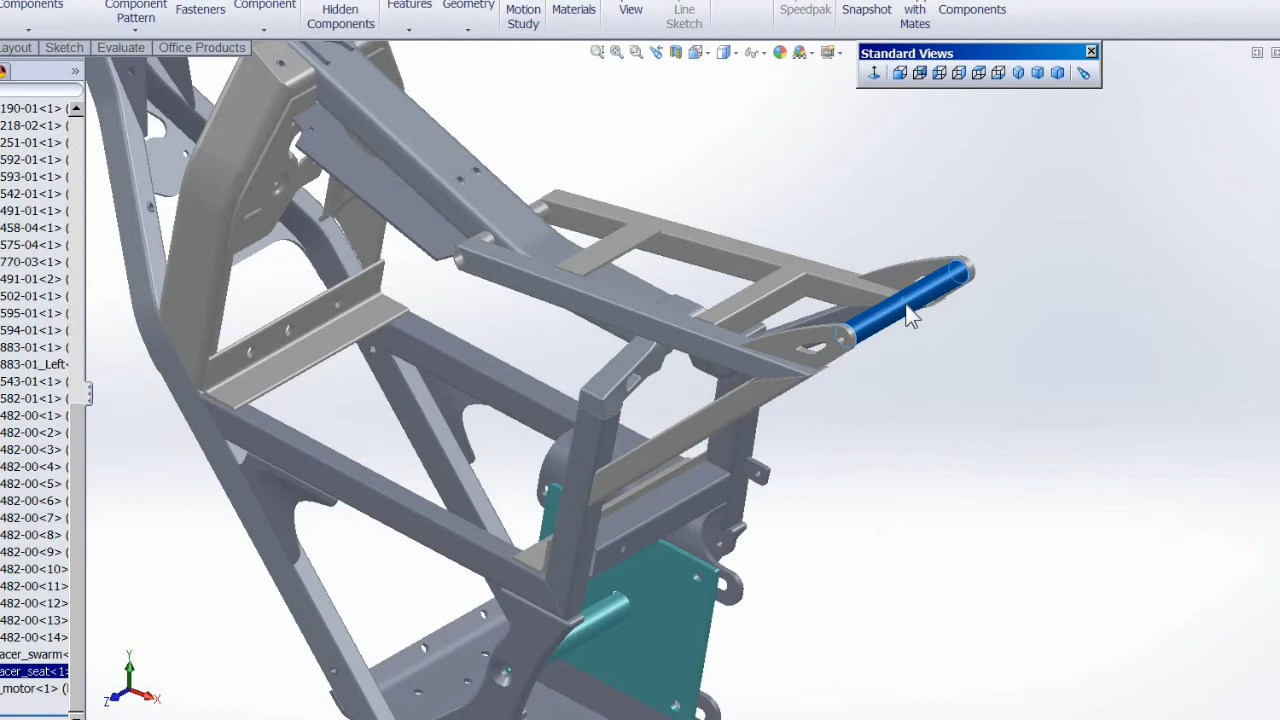 omponents
Component
Pattern
Fasteners
Component
Hidden
Components
Features
Geometry
Motion
Study
Materials
View
Line
Sketch
Speedpak
Snapshot
with
Mates
Components
Layout
Sketch
Evaluate
Office Products
Standard Views
»
190-01<1> (
218-02<1> (
251-01<1> (
592-01<1> (
593-01<1> (
542-01<1> (
491-01<1> (
458-04<1> (
575-04<1> (
770-03<1> (
491-02<1> (
502-01<1> (
595-01<1> (
594-01<1> (
883-01<1> (
883-01_Left<
543-01<1> (
582-01<1> (
482-00<1> (
482-00<2> (
482-00<3> (
482-00<4> (
482-00<5> (
482-00<6> (
482-00<7> (
482-00<8> (
482-00<9> (
482-00<10>
482-00<11>
482-00<12>
482-00<13>
482-00<14>
acer_swarm<
acer_seat<1>
_motor<1> (
Y
Z
X